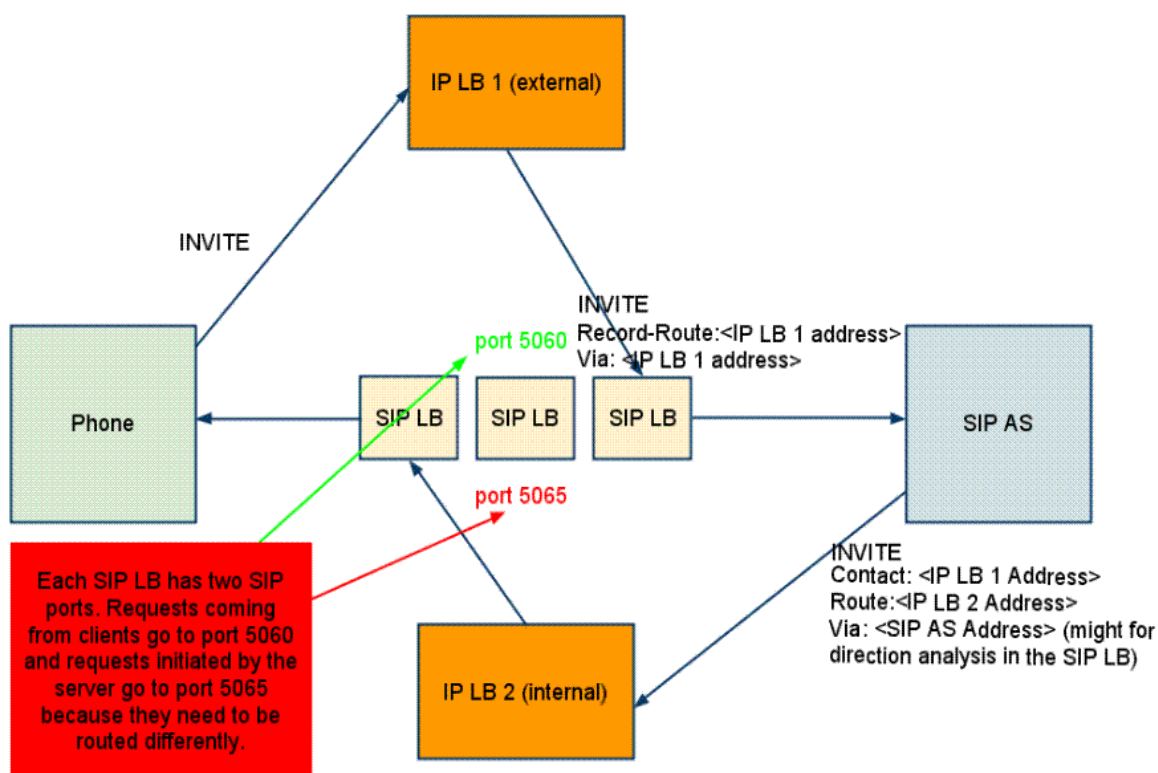 IP LB 1 (external)
INVITE
INVITE
Record-Route:<IP LB 1 address>
Via: <IP LB 1 address>
port 5060
Phone
SIP LB
SIP LB
SIP LB
SIP AS
port 5065
Each SIP LB has two SIP
ports. Requests coming
from clients go to port 5060
and requests initiated by the
server go to port 5065
because they need to be
routed differently.
IP LB 2 (internal)
INVITE
Contact: <IP LB 1 Address>
Route:<IP LB 2 Address>
Via: <SIP AS Address> (might for
direction analysis in the SIP LB)